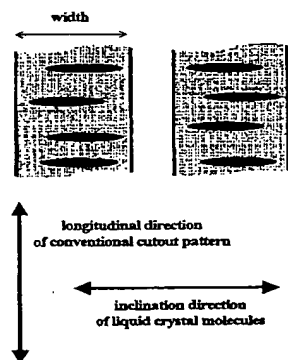 width
longitudinal direction
of conventional cutout pattern
inclination direction
of liquid crystal molecules